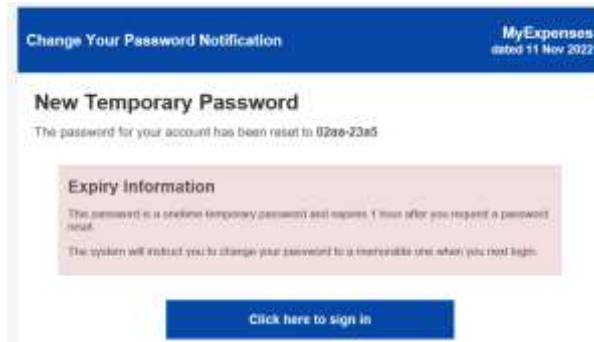 Change Your Password Notification
MyExpenses
dated 11 Nov 2022
New Temporary Password
The password for your account has been reset to 02aa-23a5
Expiry Information
This password is a onetime temporary password and expires 1 hour after you request a password
reset.
The system will instruct you to change your password to a memorable one when you next login.
Click here to sign in